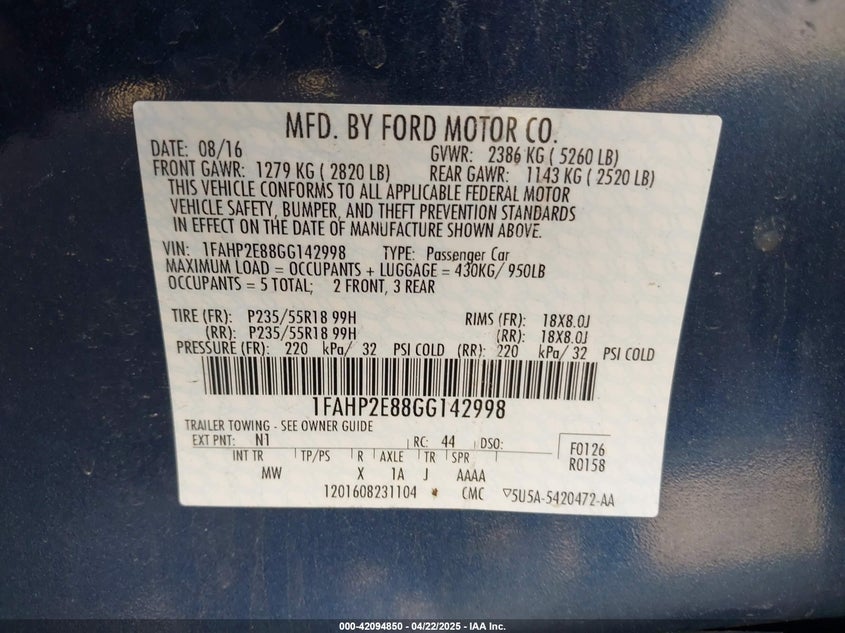 MFD. BY FORD MOTOR CO.
DATE: 08/16 GVWR: 2386 KG ( 5260 LB)
FRONT GAWR: 1279 KG ( 2820 LB) REAR GAWR: 1143 KG ( 2520 LB)
THIS VEHICLE CONFORMS TO ALL APPLICABLE FEDERAL MOTOR
VEHICLE SAFETY, BUMPER, AND THEFT PREVENTION STANDARDS
IN EFFECT ON THE DATE OF MANUFACTURE SHOWN ABOVE.
VIN: 1FAHP2E88GG142998 TYPE: Passenger Car
MAXIMUM LOAD = OCCUPANTS + LUGGAGE = 430KG/ 950LB
OCCUPANTS = 5 TOTAL; 2 FRONT, 3 REAR
TIRE (FR): P235/55R18 99H RIMS (FR): 18X8.0J
(RR): P235/55R18 99H (RR): 18X8.0J
PRESSURE (FR): 220 kPa/ 32 PSI COLD (RR): 220 kPa/ 32 PSI COLD
1FAHP2E88GG142998
TRAILER TOWING - SEE OWNER GUIDE
EXT PNT: N1 RC: 44 DSO: F0126
INT TR TP/PS R AXLE TR SPR R0158
MW X 1A J AAAA
1201608231104 * CMC ▽5U5A-5420472-AA
000-42094850 - 04/22/2025 - IAA Inc.